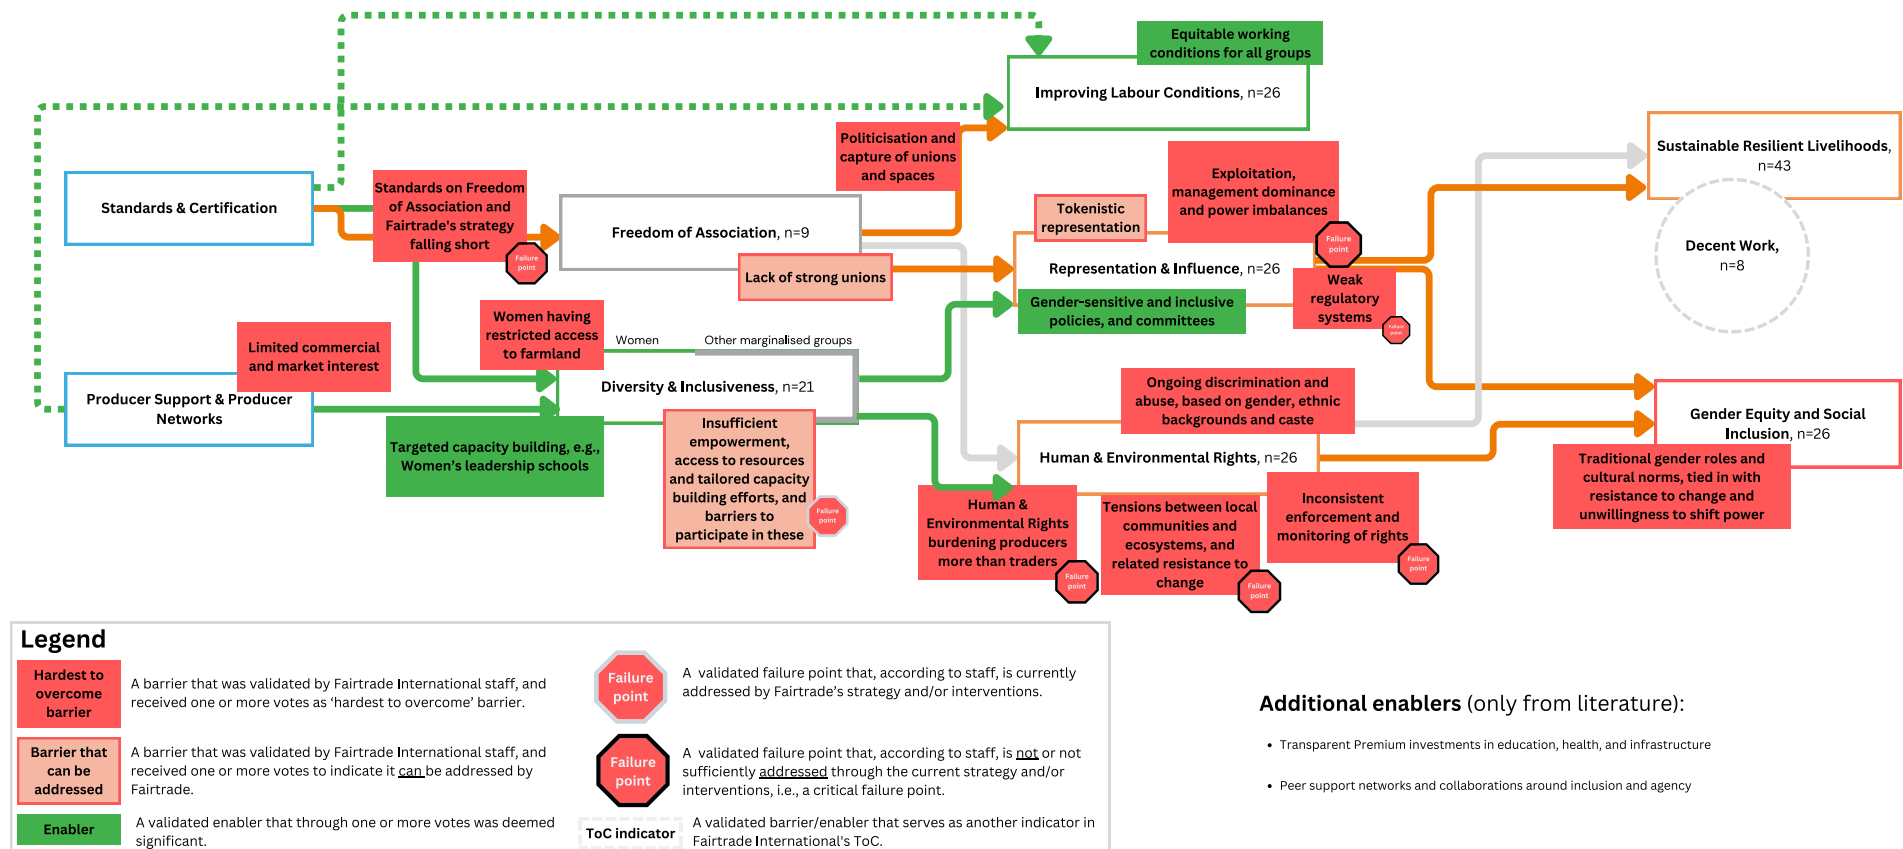 Equitable working
conditions for all groups
Improving Labour Conditions, n=26
Politicisation and
capture of unions
and spaces
Standards & Certification
Standards on Freedom
of Association and
Fairtrade's strategy
falling short
Failure
point
Freedom of Association, n=9
Lack of strong unions
Tokenistic
representation
Exploitation,
management dominance
and power imbalances
Failure
point
Representation & Influence, n=26
Gender-sensitive and inclusive
policies, and committees
Weak
regulatory
systems
Failure
point
Sustainable Resilient Livelihoods,
n=43
Decent Work,
n=8
Limited commercial
and market interest
Producer Support & Producer
Networks
Women having
restricted access
to farmland
Women
Other marginalised groups
Diversity & Inclusiveness, n=21
Targeted capacity building, e.g.,
Women's leadership schools
Insufficient
empowerment,
access to resources
and tailored capacity
building efforts, and
barriers to
participate in these
Failure
point
Ongoing discrimination and
abuse, based on gender, ethnic
backgrounds and caste
Human & Environmental Rights, n=26
Human &
Environmental Rights
burdening producers
more than traders
Failure
point
Tensions between local
communities and
ecosystems, and
related resistance to
change
Failure
point
Inconsistent
enforcement and
monitoring of rights
Failure
point
Gender Equity and Social
Inclusion, n=26
Traditional gender roles and
cultural norms, tied in with
resistance to change and
unwillingness to shift power
Legend
Hardest to
overcome
barrier
A barrier that was validated by Fairtrade International staff, and
received one or more votes as 'hardest to overcome' barrier.
Barrier that
can be
addressed
A barrier that was validated by Fairtrade International staff, and
received one or more votes to indicate it can be addressed by
Fairtrade.
Enabler
A validated enabler that through one or more votes was deemed
significant.
Failure
point
A validated failure point that, according to staff, is currently
addressed by Fairtrade's strategy and/or interventions.
Failure
point
A validated failure point that, according to staff, is not or not
sufficiently addressed through the current strategy and/or
interventions, i.e., a critical failure point.
ToC indicator
A validated barrier/enabler that serves as another indicator in
Fairtrade International's ToC.
Additional enablers (only from literature):
• Transparent Premium investments in education, health, and infrastructure
• Peer support networks and collaborations around inclusion and agency